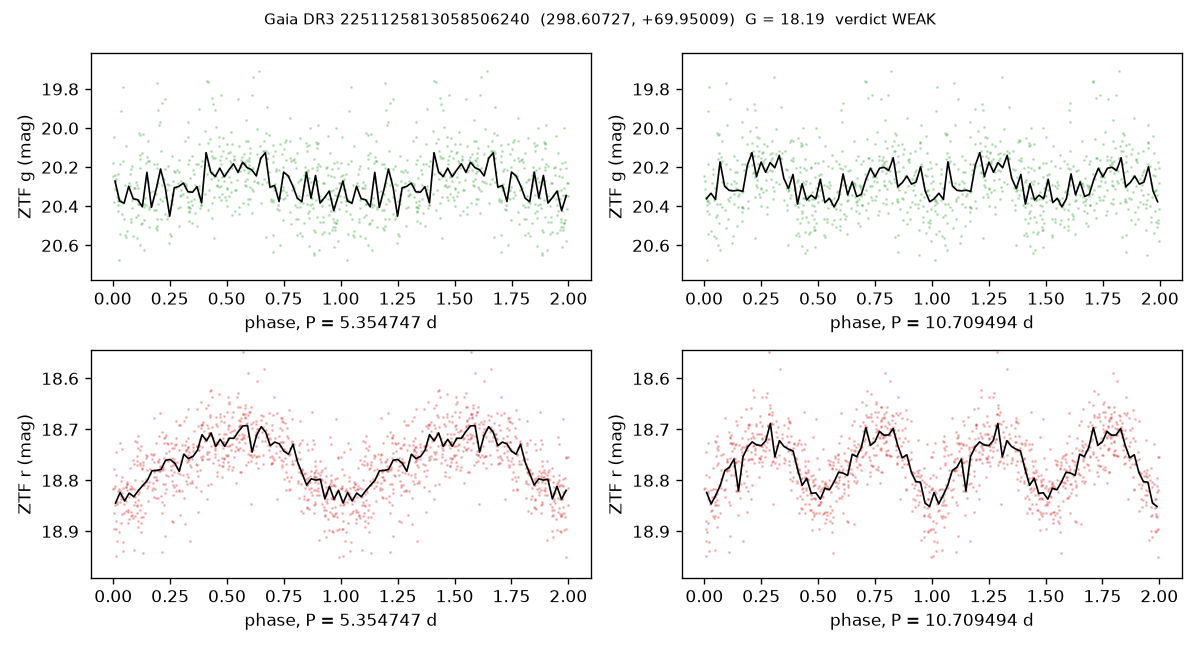 Gaia DR3 2251125813058506240  (298.60727, +69.95009)  G = 18.19  verdict WEAK
ZTF g (mag)
19.8
20.0
20.2
20.4
20.6
0.00 0.25 0.50 0.75 1.00 1.25 1.50 1.75 2.00
phase, P = 5.354747 d
ZTF g (mag)
19.8
20.0
20.2
20.4
20.6
0.00 0.25 0.50 0.75 1.00 1.25 1.50 1.75 2.00
phase, P = 10.709494 d
ZTF r (mag)
18.6
18.7
18.8
18.9
0.00 0.25 0.50 0.75 1.00 1.25 1.50 1.75 2.00
phase, P = 5.354747 d
ZTF r (mag)
18.6
18.7
18.8
18.9
0.00 0.25 0.50 0.75 1.00 1.25 1.50 1.75 2.00
phase, P = 10.709494 d